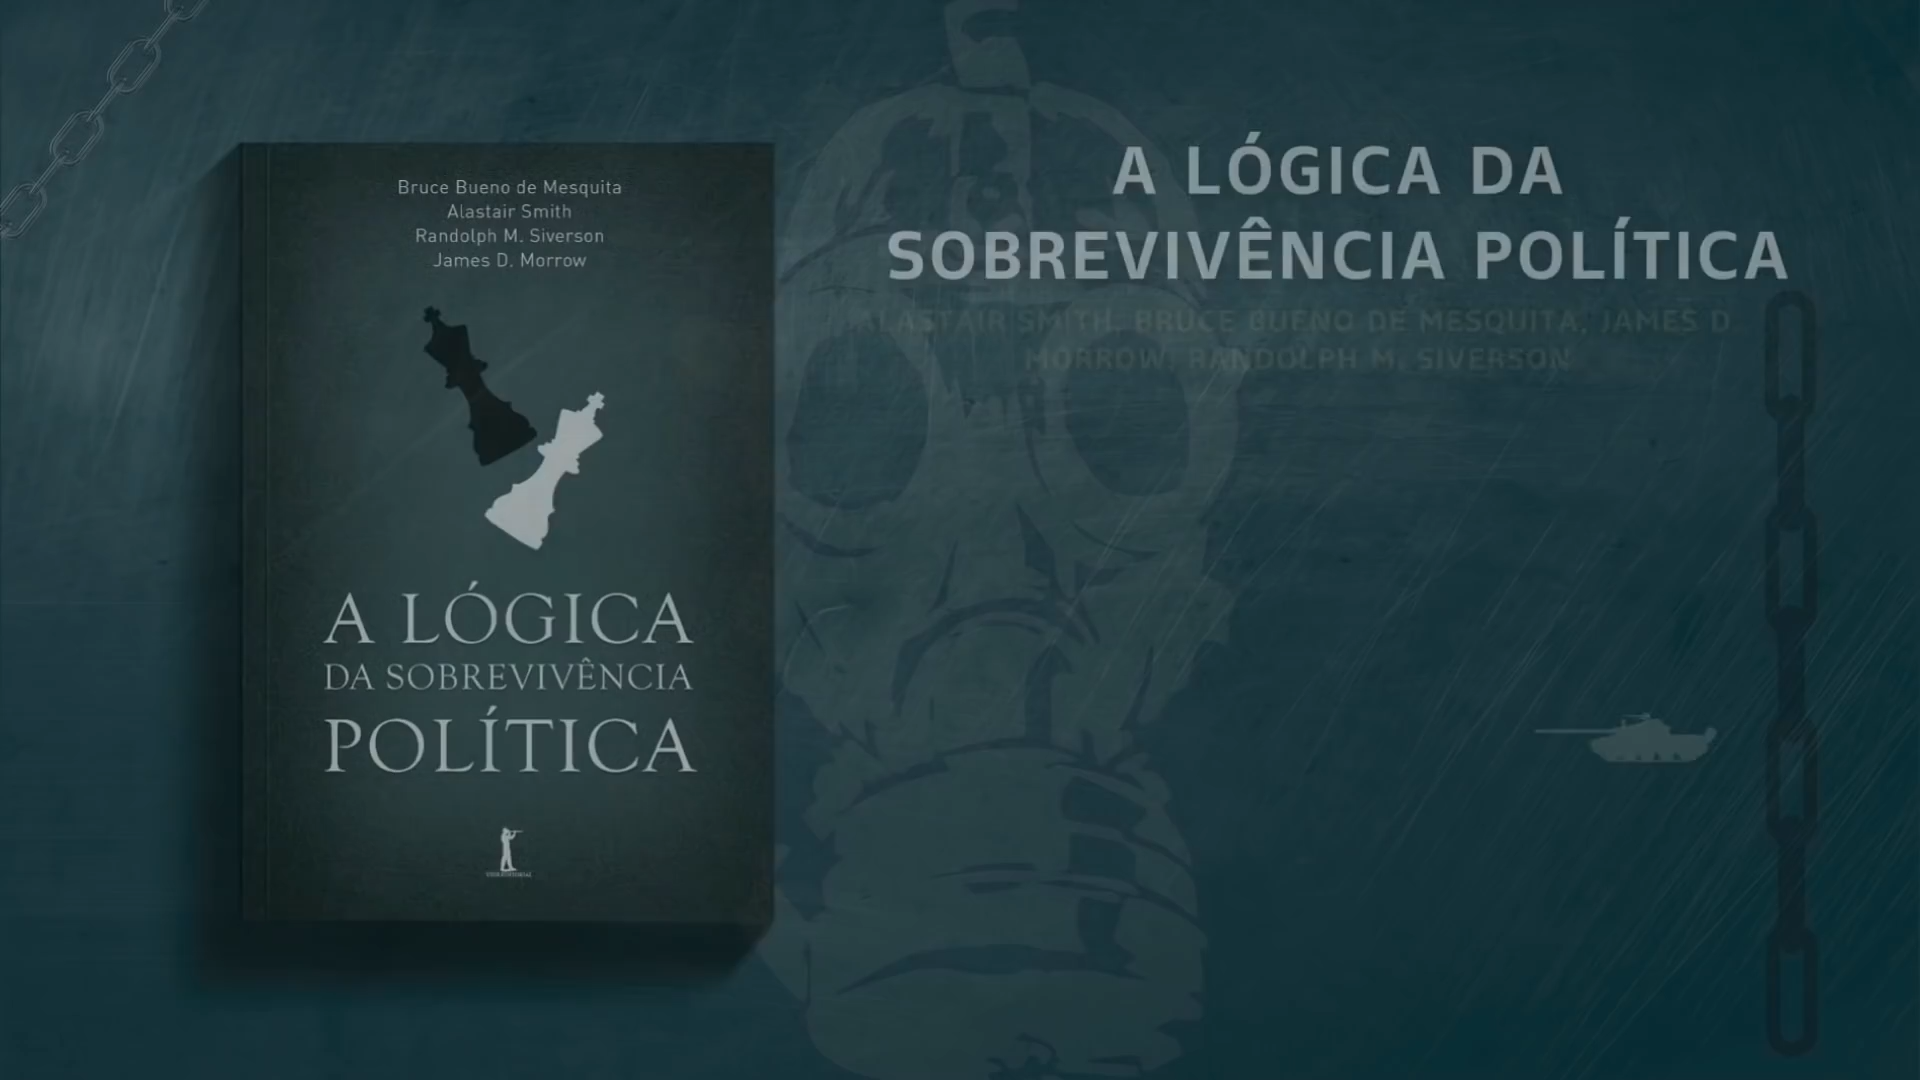 Bruce Bueno de Mesquita
Alastair Smith
Randolph M. Siverson
James D. Morrow
A LÓGICA
DA SOBREVIVÊNCIA
POLÍTICA
A LÓGICA DA
SOBREVIVÊNCIA POLÍTICA
ALASTAIR SMITH, BRUCE BUENO DE MESQUITA, JAMES D
MORROW, RANDOLPH M. SIVERSON